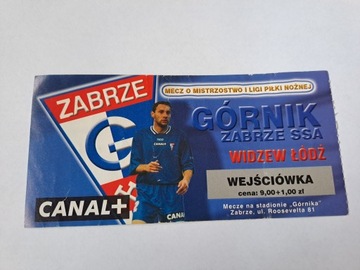 ZABRZE
G
CANAL+
CANAL+
MECZ O MISTRZOSTWO I LIGI PIŁKI NOŻNEJ
GÓRNIK
ZABRZE SSA
WIDZEW ŁÓDŹ
WEJŚCIÓWKA
cena: 9,00+1,00 zł
Mecze na stadionie „Górnika"
Zabrze, ul. Roosevelta 81